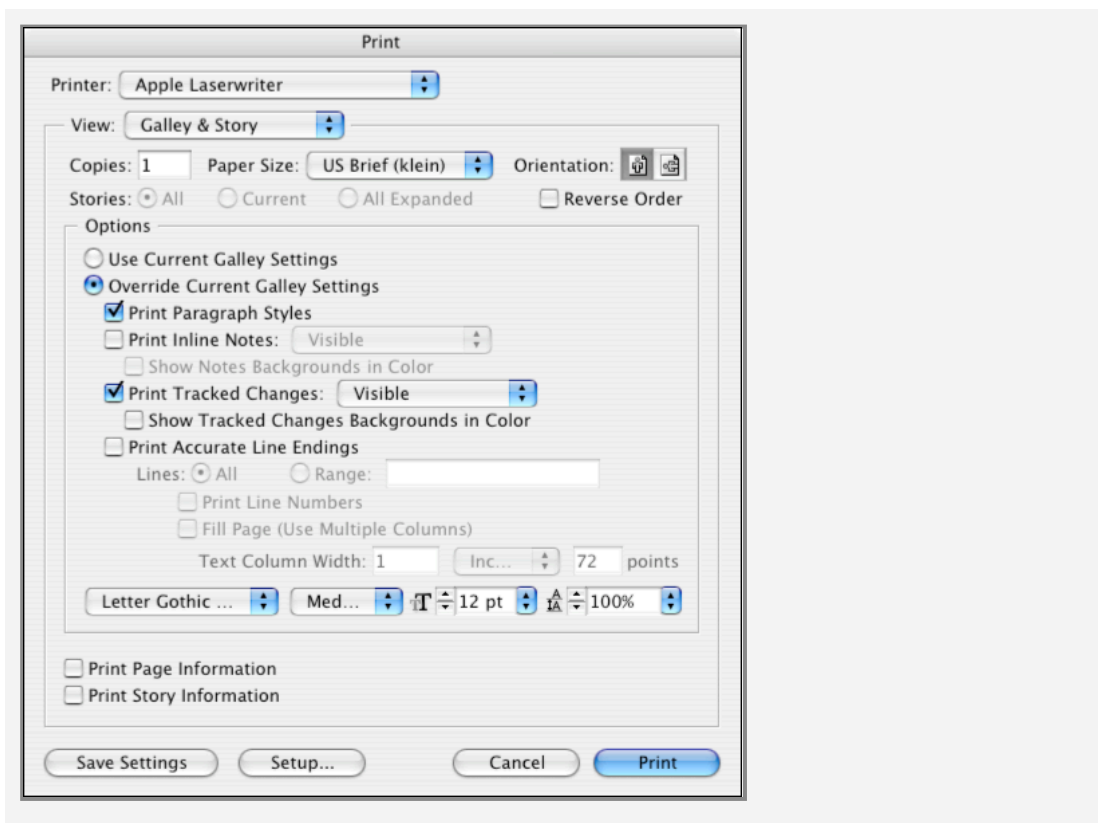 Print
Printer: Apple Laserwriter
View: Galley & Story
Copies: 1 Paper Size: US Brief (klein) Orientation:
Stories: All Current All Expanded Reverse Order
Options
Use Current Galley Settings
Override Current Galley Settings
Print Paragraph Styles
Print Inline Notes: Visible
Show Notes Backgrounds in Color
Print Tracked Changes: Visible
Show Tracked Changes Backgrounds in Color
Print Accurate Line Endings
Lines: All Range:
Print Line Numbers
Fill Page (Use Multiple Columns)
Text Column Width: 1 Inc... 72 points
Letter Gothic ... Med... 12 pt 100%
Print Page Information
Print Story Information
Save Settings Setup... Cancel Print